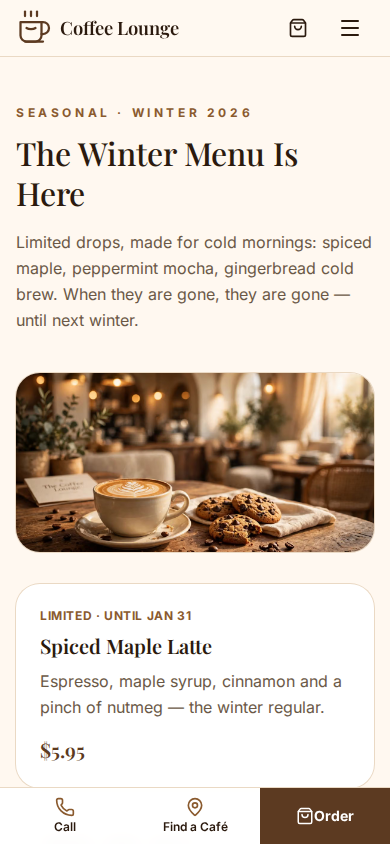 Coffee Lounge
SEASONAL · WINTER 2026
The Winter Menu Is
Here
Limited drops, made for cold mornings: spiced
maple, peppermint mocha, gingerbread cold
brew. When they are gone, they are gone —
until next winter.
The Coffee
Lounge
LIMITED · UNTIL JAN 31
Spiced Maple Latte
Espresso, maple syrup, cinnamon and a
pinch of nutmeg — the winter regular.
$5.95
Call
Find a Café
Order